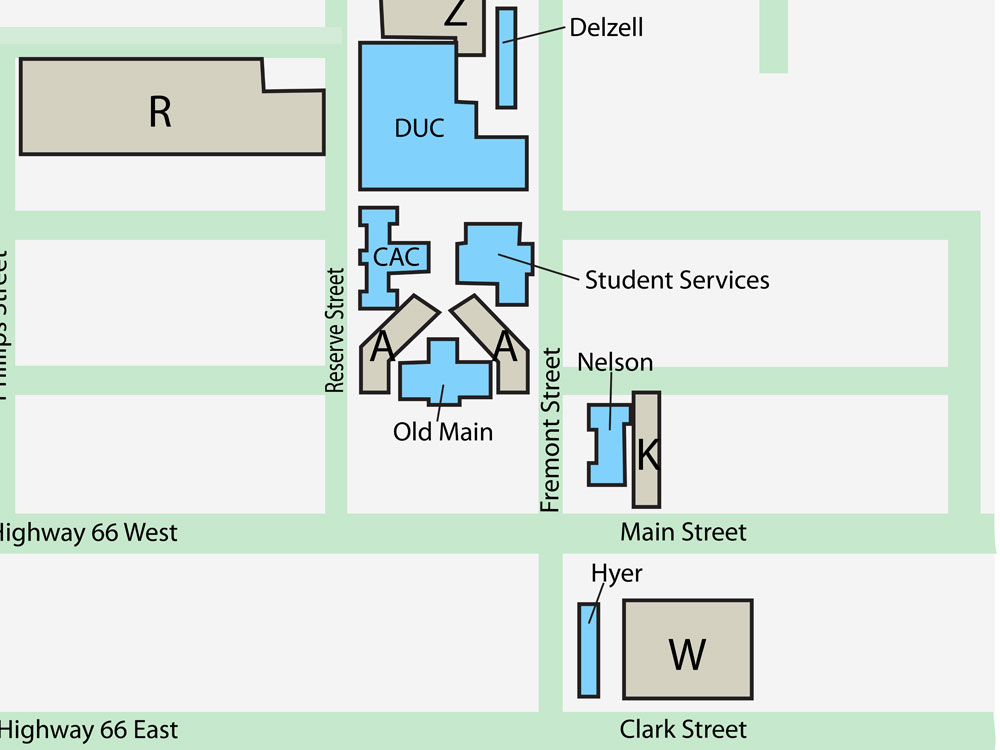 Z
Delzell
R
DUC
CAC
Student Services
Reserve Street
A
A
Nelson
Fremont Street
Old Main
K
Highway 66 West
Main Street
Hyer
W
Highway 66 East
Clark Street